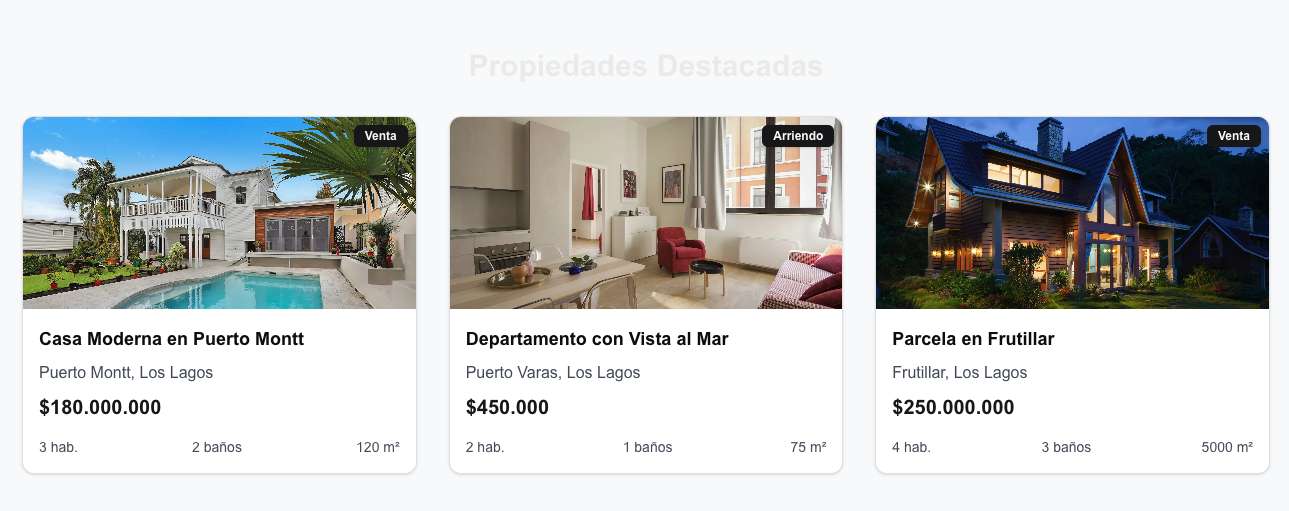 Propiedades Destacadas
Venta
Casa Moderna en Puerto Montt
Puerto Montt, Los Lagos
$180.000.000
3 hab. 2 baños 120 m²
Arriendo
Departamento con Vista al Mar
Puerto Varas, Los Lagos
$450.000
2 hab. 1 baños 75 m²
Venta
Parcela en Frutillar
Frutillar, Los Lagos
$250.000.000
4 hab. 3 baños 5000 m²